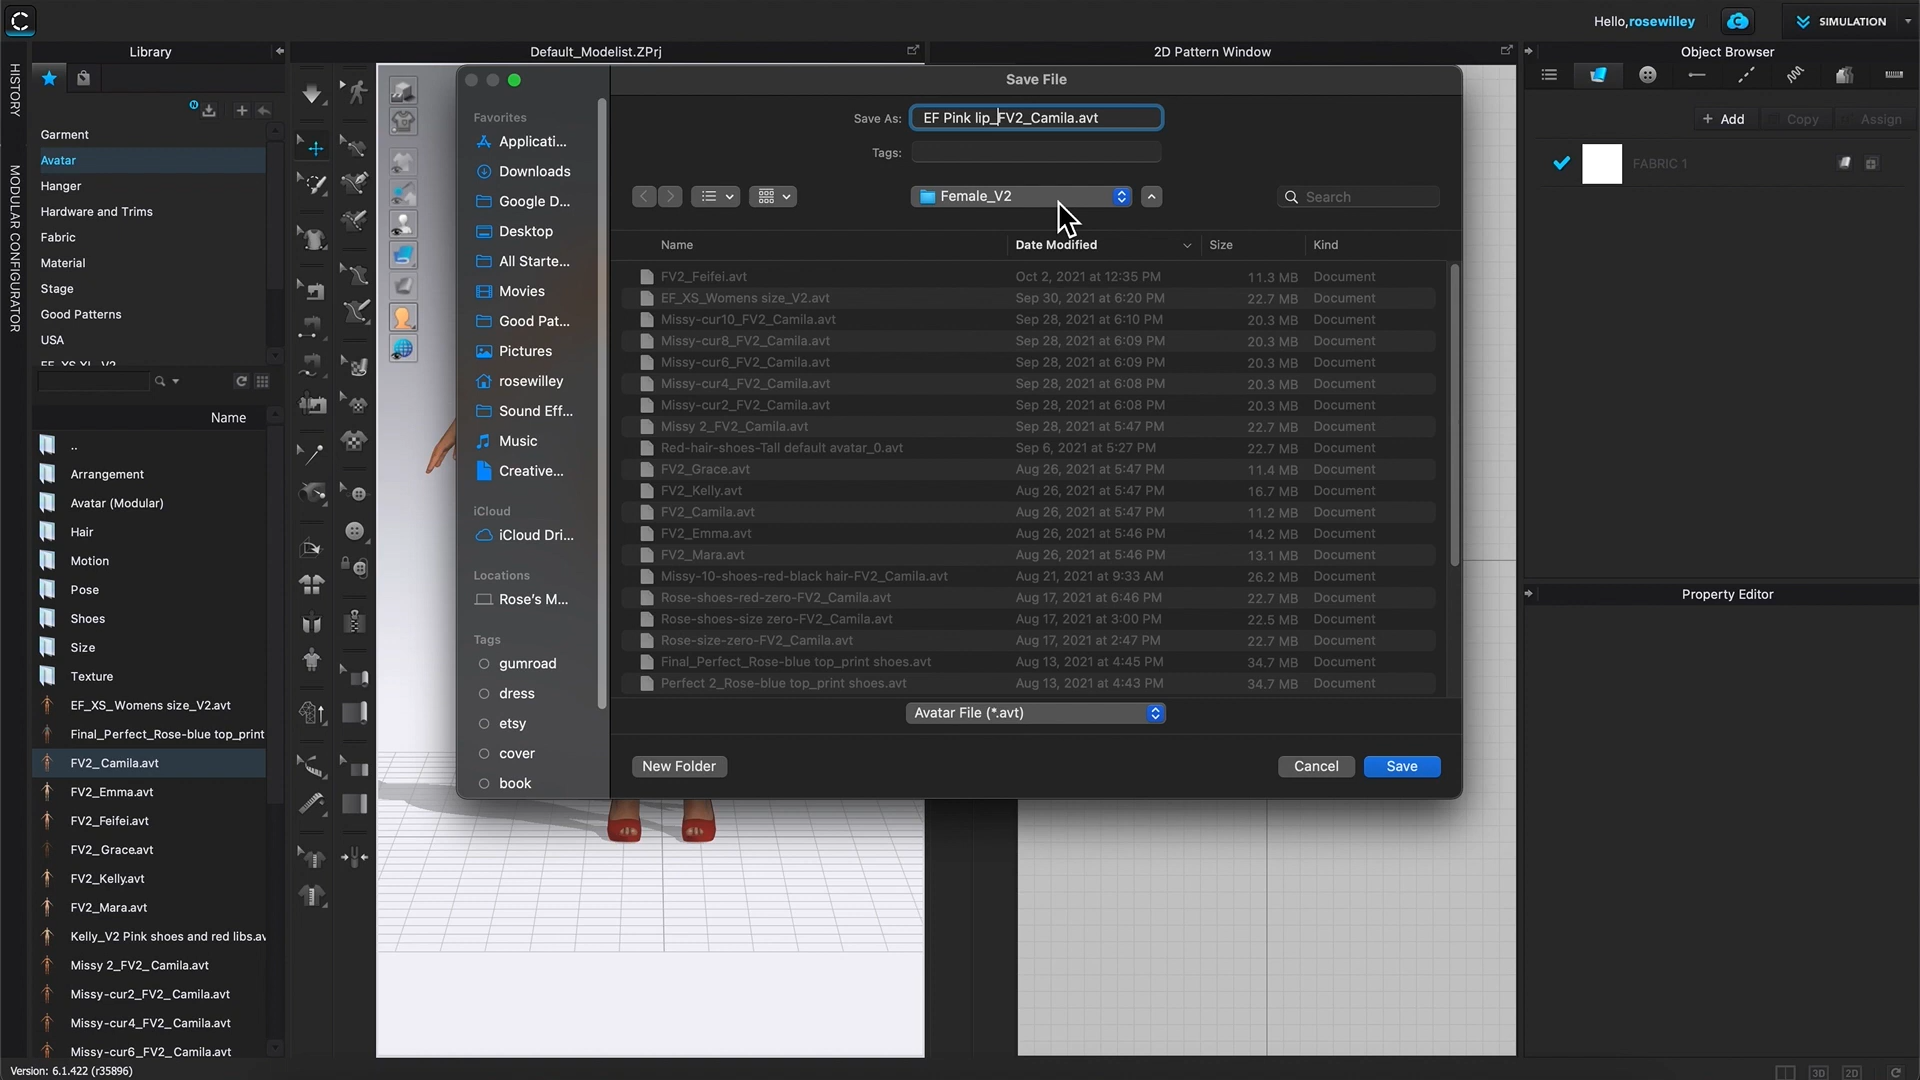 Hello,rosewilley
SIMULATION
Library
Default_Modelist.ZPrj
2D Pattern Window
Object Browser
HISTORY
MODULAR CONFIGURATOR
Garment
Avatar
Hanger
Hardware and Trims
Fabric
Material
Stage
Good Patterns
USA
EF_XS_XL_V2
Name
..
Arrangement
Avatar (Modular)
Hair
Motion
Pose
Shoes
Size
Texture
EF_XS_Womens size_V2.avt
Final_Perfect_Rose-blue top_print
FV2_Camila.avt
FV2_Emma.avt
FV2_Feifei.avt
FV2_Grace.avt
FV2_Kelly.avt
FV2_Mara.avt
Kelly_V2 Pink shoes and red libs.av
Missy 2_FV2_Camila.avt
Missy-cur2_FV2_Camila.avt
Missy-cur4_FV2_Camila.avt
Missy-cur6_FV2_Camila.avt
Version: 6.1.422 (r35896)
Save File
Favorites
Applicati...
Downloads
Google D...
Desktop
All Starte...
Movies
Good Pat...
Pictures
rosewilley
Sound Eff...
Music
Creative...
iCloud
iCloud Dri...
Locations
Rose's M...
Tags
gumroad
dress
etsy
cover
book
Save As: EF Pink lip_FV2_Camila.avt
Tags:
Female_V2
Search
Name Date Modified Size Kind
FV2_Feifei.avt Oct 2, 2021 at 12:35 PM 11.3 MB Document
EF_XS_Womens size_V2.avt Sep 30, 2021 at 6:20 PM 22.7 MB Document
Missy-cur10_FV2_Camila.avt Sep 28, 2021 at 6:10 PM 20.3 MB Document
Missy-cur8_FV2_Camila.avt Sep 28, 2021 at 6:09 PM 20.3 MB Document
Missy-cur6_FV2_Camila.avt Sep 28, 2021 at 6:09 PM 20.3 MB Document
Missy-cur4_FV2_Camila.avt Sep 28, 2021 at 6:08 PM 20.3 MB Document
Missy-cur2_FV2_Camila.avt Sep 28, 2021 at 6:08 PM 20.3 MB Document
Missy 2_FV2_Camila.avt Sep 28, 2021 at 5:47 PM 22.7 MB Document
Red-hair-shoes-Tall default avatar_0.avt Sep 6, 2021 at 5:27 PM 22.7 MB Document
FV2_Grace.avt Aug 26, 2021 at 5:47 PM 11.4 MB Document
FV2_Kelly.avt Aug 26, 2021 at 5:47 PM 16.7 MB Document
FV2_Camila.avt Aug 26, 2021 at 5:46 PM 11.2 MB Document
FV2_Emma.avt Aug 26, 2021 at 5:46 PM 14.2 MB Document
FV2_Mara.avt Aug 26, 2021 at 5:46 PM 13.1 MB Document
Missy-10-shoes-red-black hair-FV2_Camila.avt Aug 21, 2021 at 9:33 AM 26.2 MB Document
Rose-shoes-red-zero-FV2_Camila.avt Aug 17, 2021 at 6:46 PM 22.7 MB Document
Rose-shoes-size zero-FV2_Camila.avt Aug 17, 2021 at 3:00 PM 22.5 MB Document
Rose-size-zero-FV2_Camila.avt Aug 17, 2021 at 2:47 PM 22.7 MB Document
Final_Perfect_Rose-blue top_print shoes.avt Aug 13, 2021 at 4:45 PM 34.7 MB Document
Perfect 2_Rose-blue top_print shoes.avt Aug 13, 2021 at 4:43 PM 34.7 MB Document
Avatar File (*.avt)
New Folder
Cancel
Save
+ Add
Copy
Assign
FABRIC 1
Property Editor
3D
2D